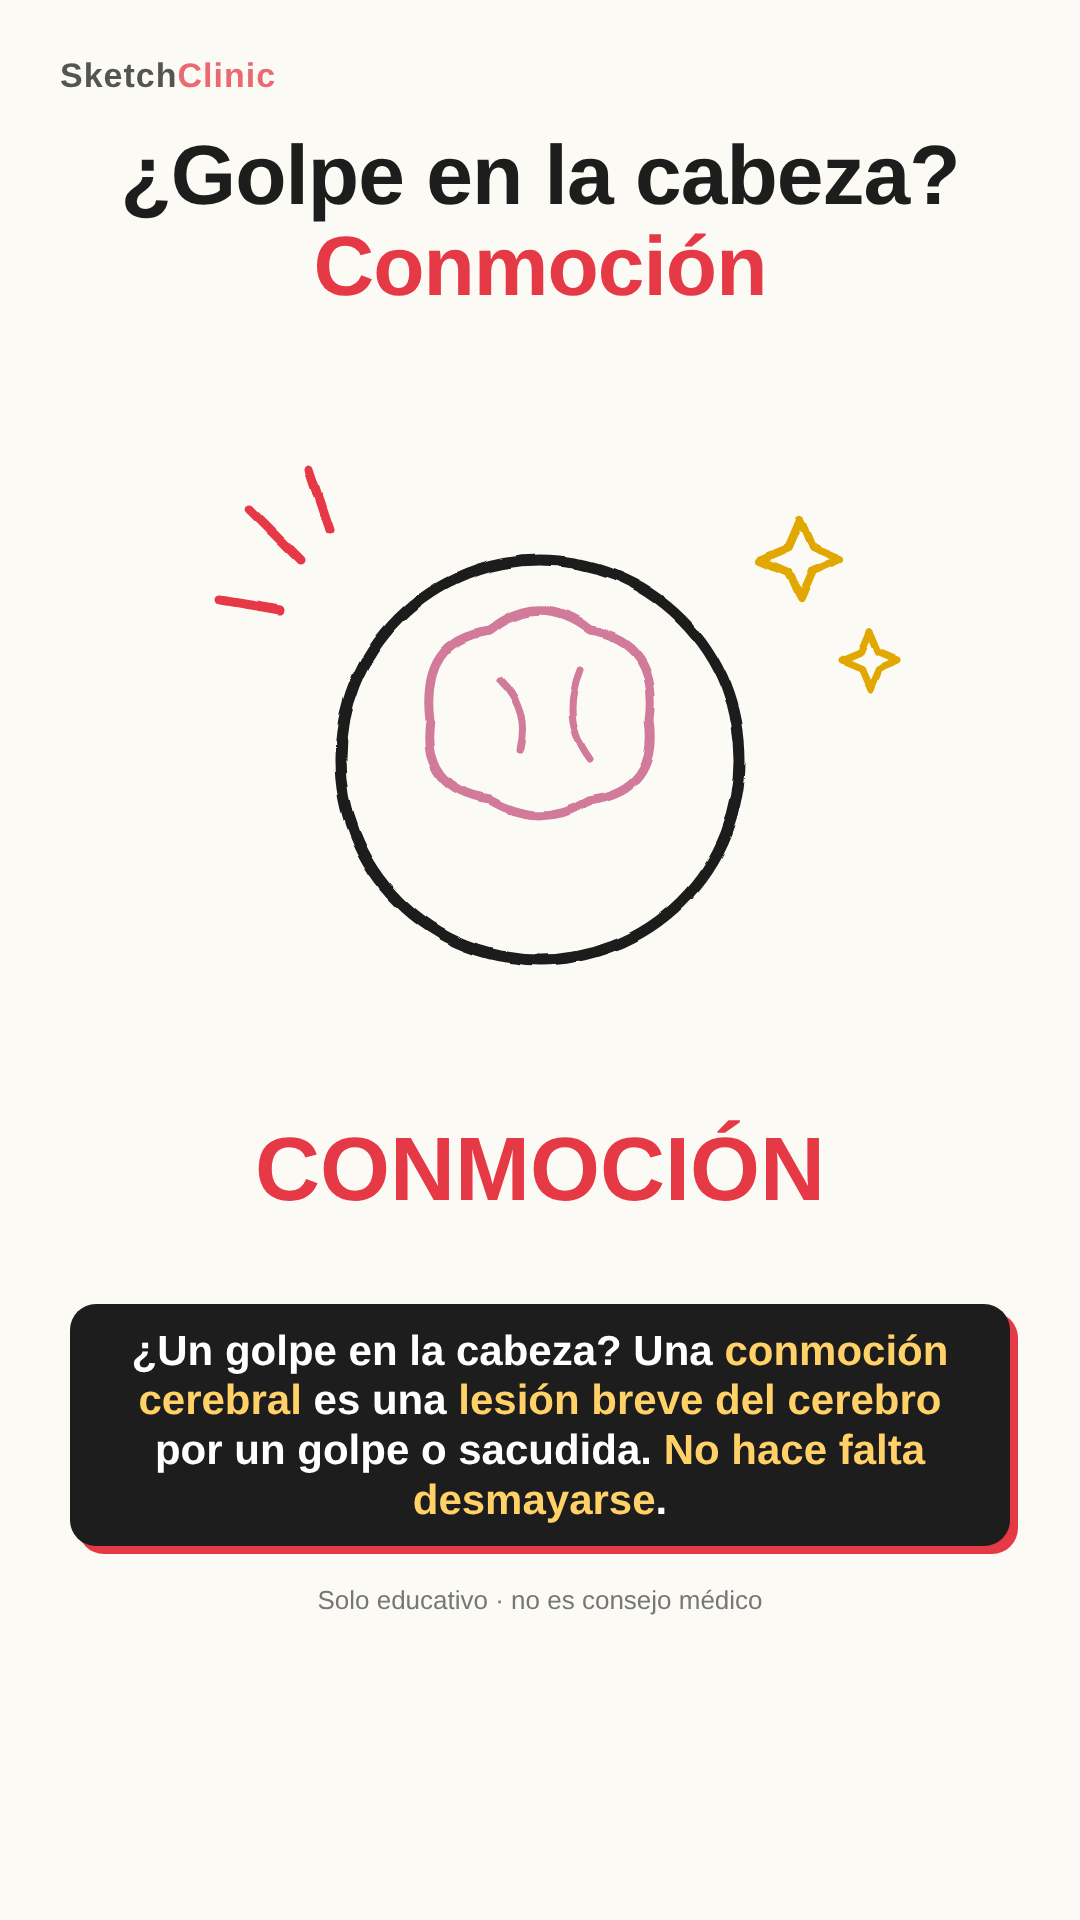 SketchClinic
¿Golpe en la cabeza?
Conmoción
CONMOCIÓN
¿Un golpe en la cabeza? Una conmoción
cerebral es una lesión breve del cerebro
por un golpe o sacudida. No hace falta
desmayarse.
Solo educativo · no es consejo médico